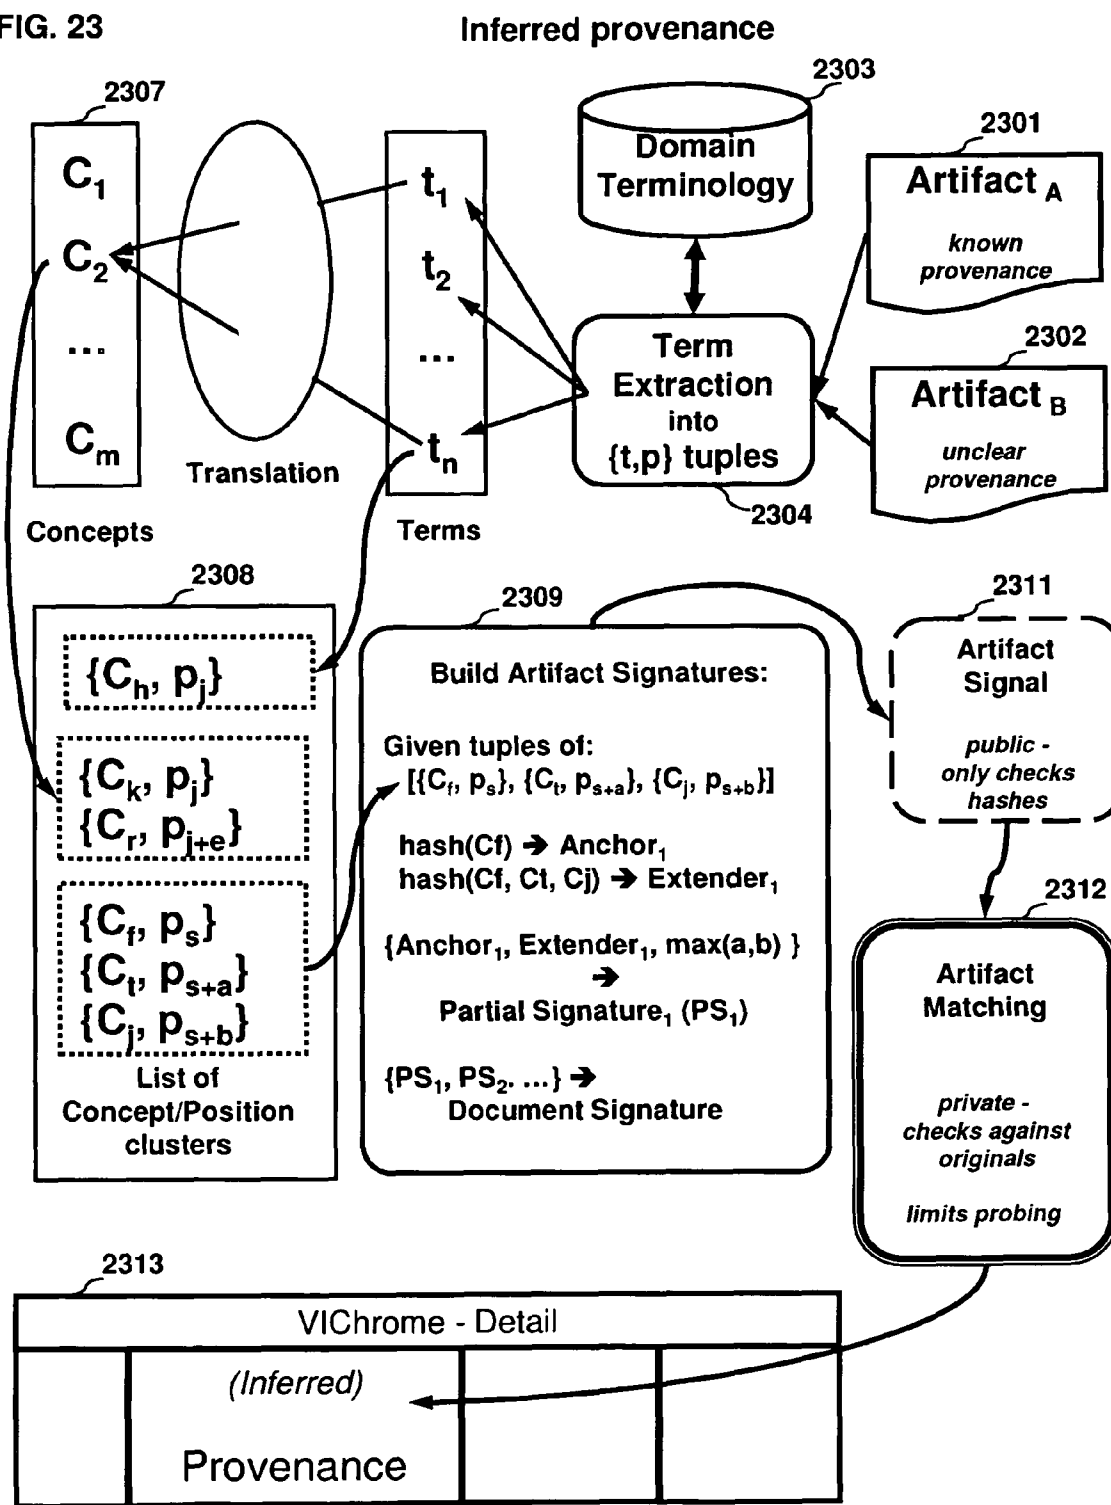 FIG. 23
Inferred provenance
2307
C1
C2
...
Cm
Concepts
Translation
t1
t2
...
tn
Terms
2303
Domain
Terminology
Term
Extraction
into
{t,p} tuples
2304
2301
Artifact A
known
provenance
2302
Artifact B
unclear
provenance
2308
{Ch, pj}
{Ck, pj}
{Cr, pj+e}
{Cf, ps}
{Ct, ps+a}
{Cj, ps+b}
List of
Concept/Position
clusters
2309
Build Artifact Signatures:
Given tuples of:
[{Cf, ps}, {Ct, ps+a}, {Cj, ps+b}]
hash(Cf) ➔ Anchor1
hash(Cf, Ct, Cj) ➔ Extender1
{Anchor1, Extender1, max(a,b) }
➔
Partial Signature1 (PS1)
{PS1, PS2. ...} ➔
Document Signature
2311
Artifact
Signal
public -
only checks
hashes
2312
Artifact
Matching
private -
checks against
originals
limits probing
2313
VIChrome - Detail
(Inferred)
Provenance